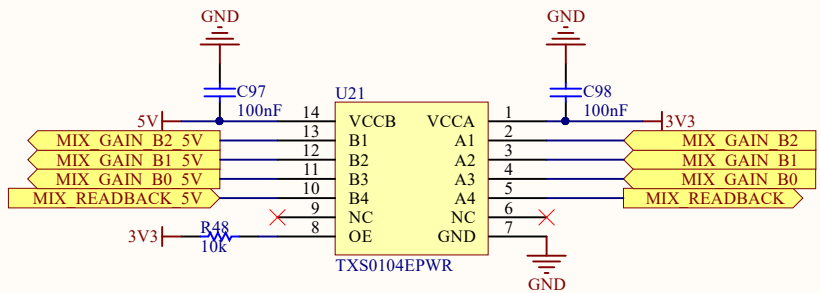 GND GND
U21
C97 C98
100nF 100nF
5V 14 VCCB VCCA 1 3V3
MIX_GAIN_B2_5V 13 B1 A1 2 MIX_GAIN_B2
MIX_GAIN_B1_5V 12 B2 A2 3 MIX_GAIN_B1
MIX_GAIN_B0_5V 11 B3 A3 4 MIX_GAIN_B0
MIX_READBACK_5V 10 B4 A4 5 MIX_READBACK
9 NC NC 6
R48
3V3 8 OE GND 7
10k
TXS0104EPWR
GND